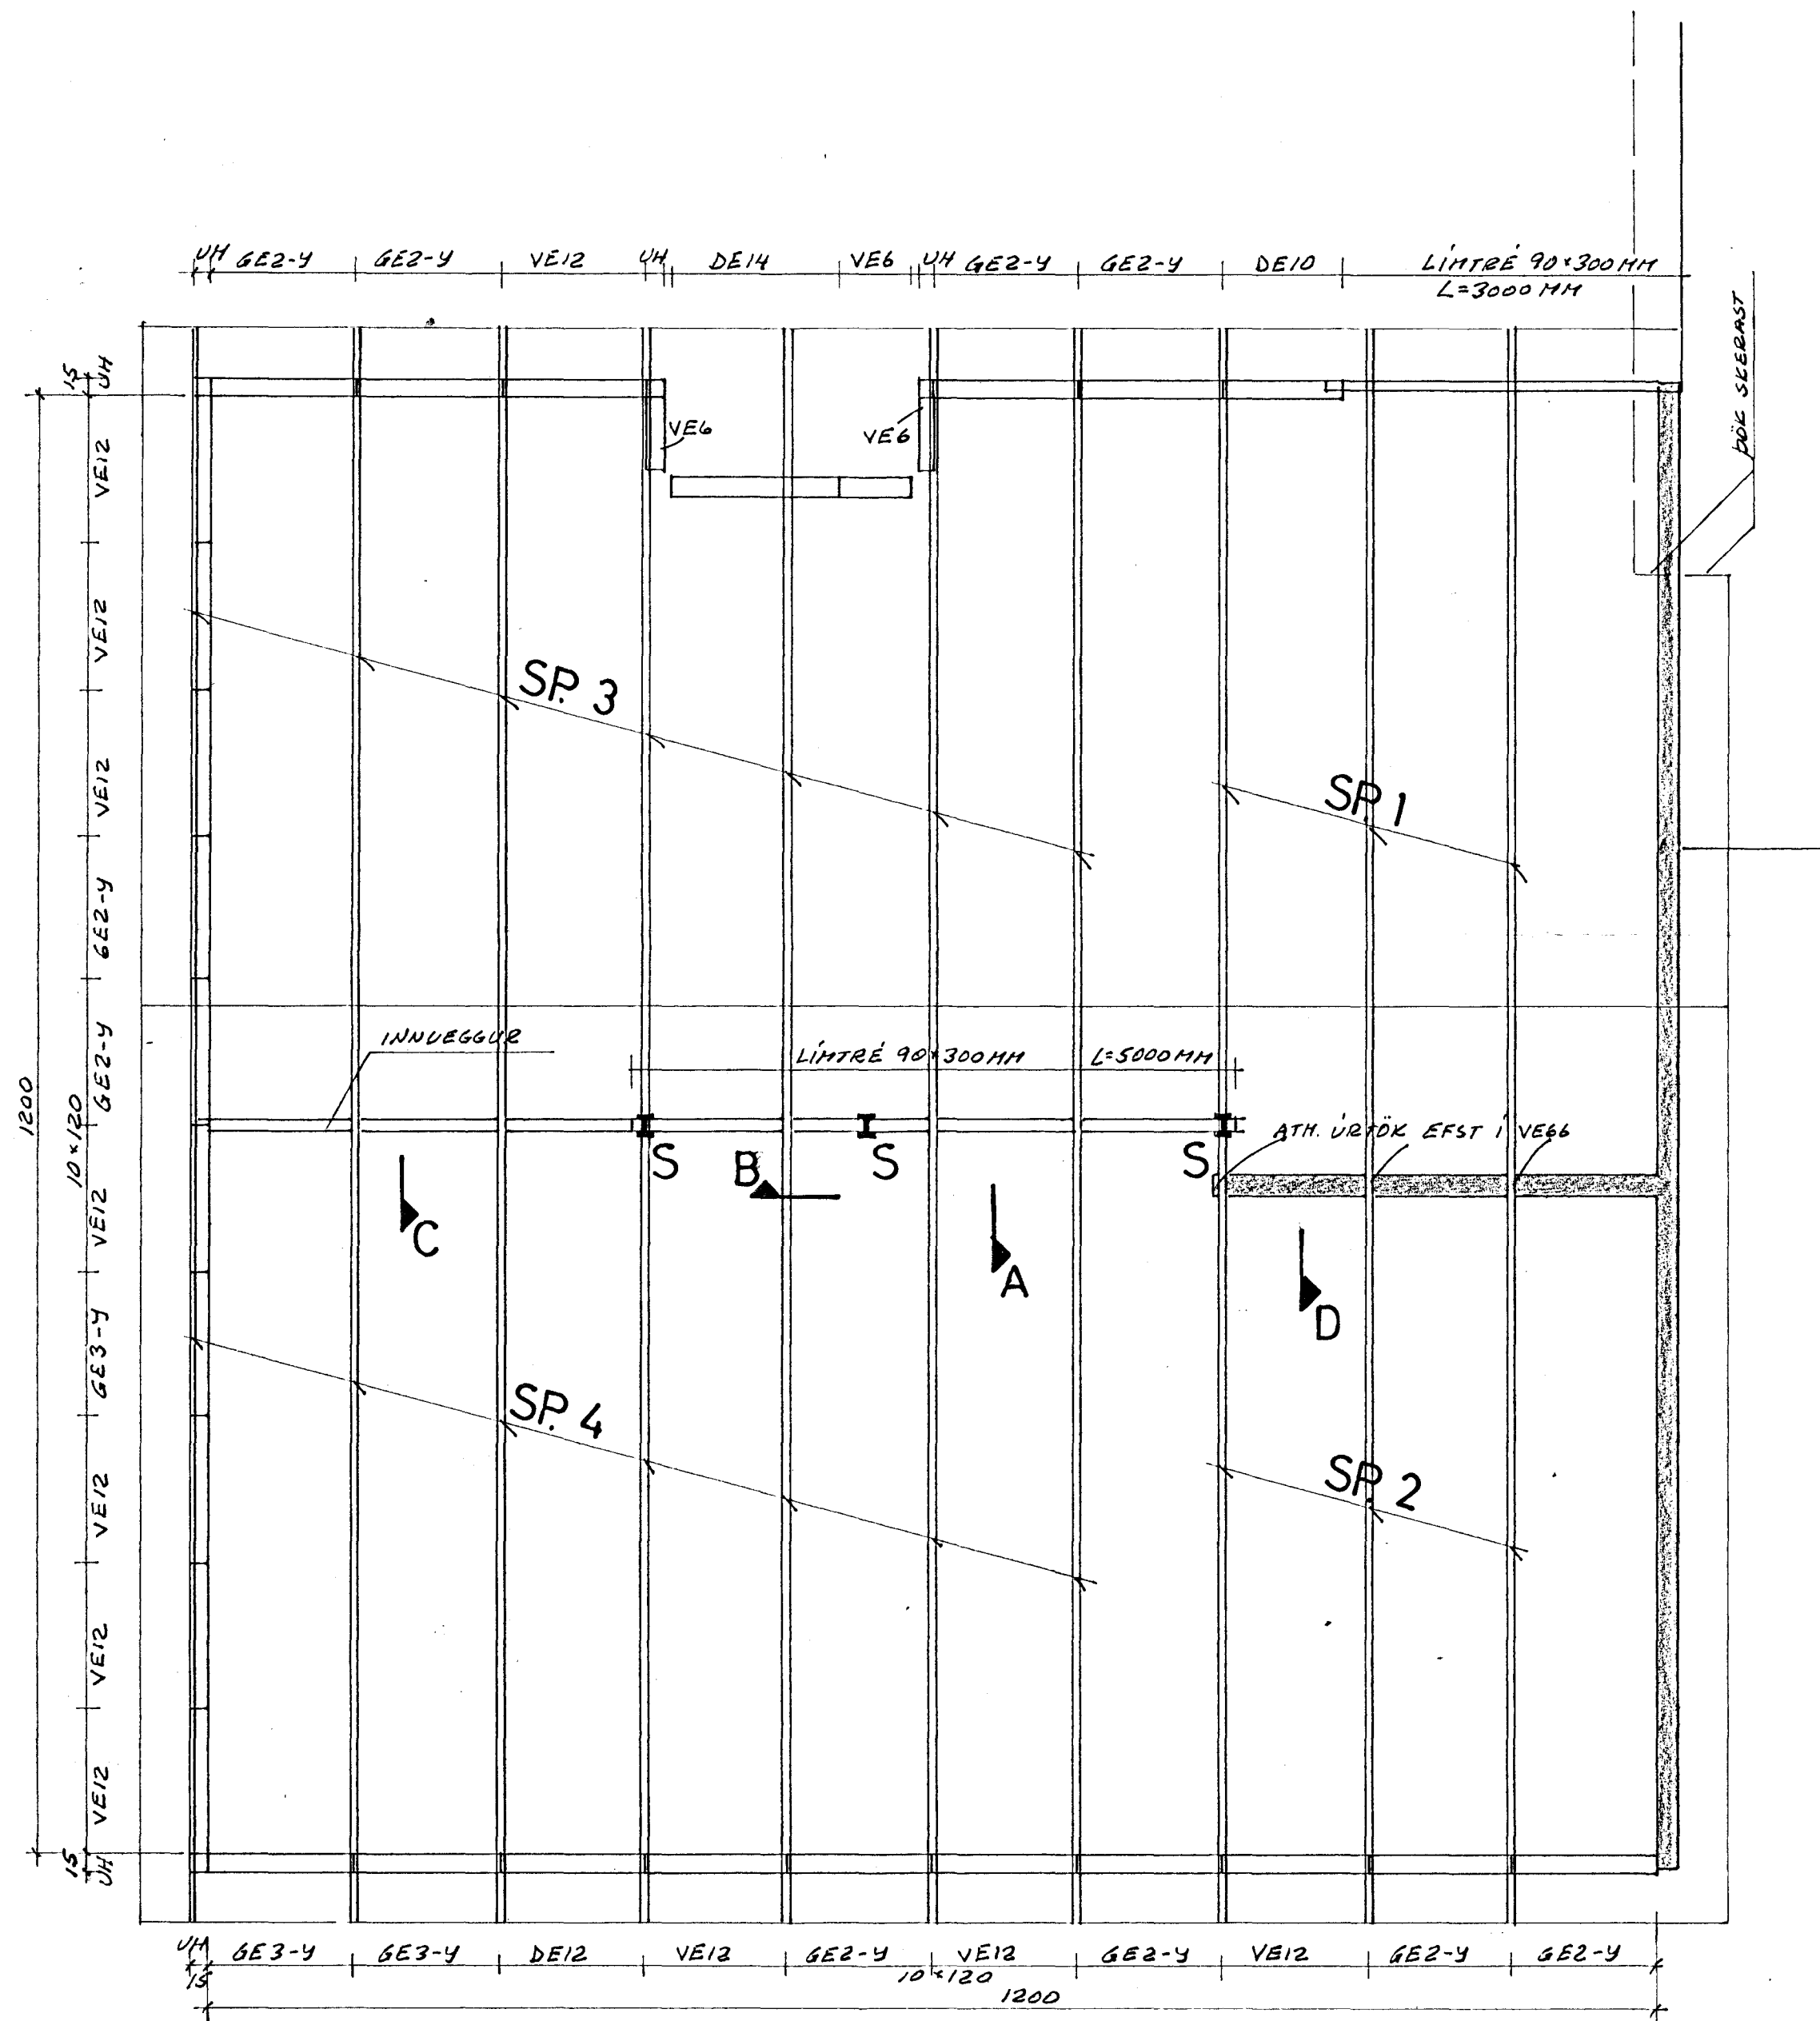 UH GE2-Y GE2-Y VE12 UH DE14 VE6 UH GE2-Y GE2-Y DE10 LÍMTRÉ 90×300 MM
L=3000 MM
ÞÖK SKERAST
15 UH
VE12
VE12
VE12
GE2-Y
GE2-Y
VE12
GE3-Y
VE12
VE12
VE12
15 UH
10×120
1200
VE6
VE6
SP. 3
SP. 1
INNVEGGUR
LÍMTRÉ 90×300 MM L=5000 MM
ATH. ÚRTÖK EFST Í VE66
S
S
S
B
C
A
D
SP. 4
SP. 2
UH GE3-Y GE3-Y DE12 VE12 GE2-Y VE12 GE2-Y VE12 GE2-Y GE2-Y
15
10×120
1200